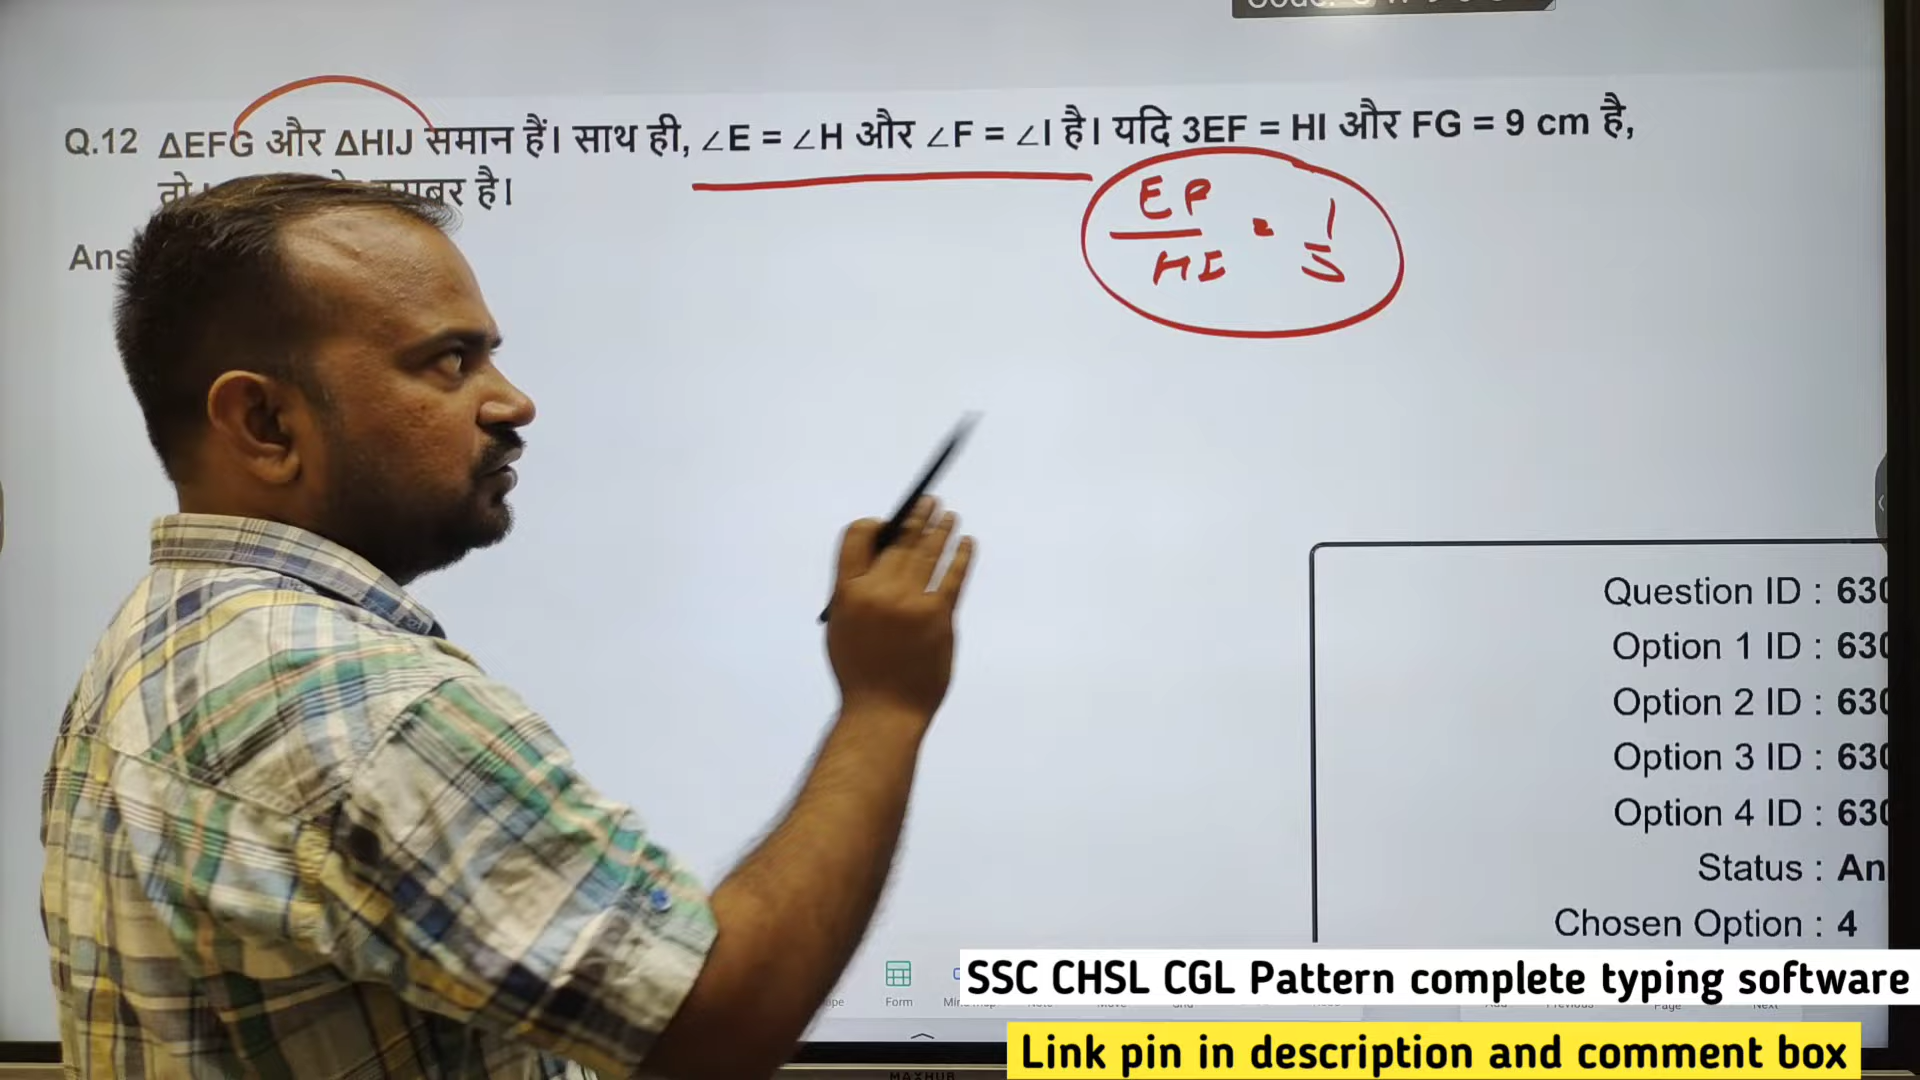 Q.12 ΔEFG और ΔHIJ समान हैं। साथ ही, ∠E = ∠H और ∠F = ∠I है। यदि 3EF = HI और FG = 9 cm है,
तो है।
Ans
EF
HI
=
1
3
Question ID : 630
Option 1 ID : 630
Option 2 ID : 630
Option 3 ID : 630
Option 4 ID : 630
Status : An
Chosen Option : 4
Form
SSC CHSL CGL Pattern complete typing software
Link pin in description and comment box
MAXHUB